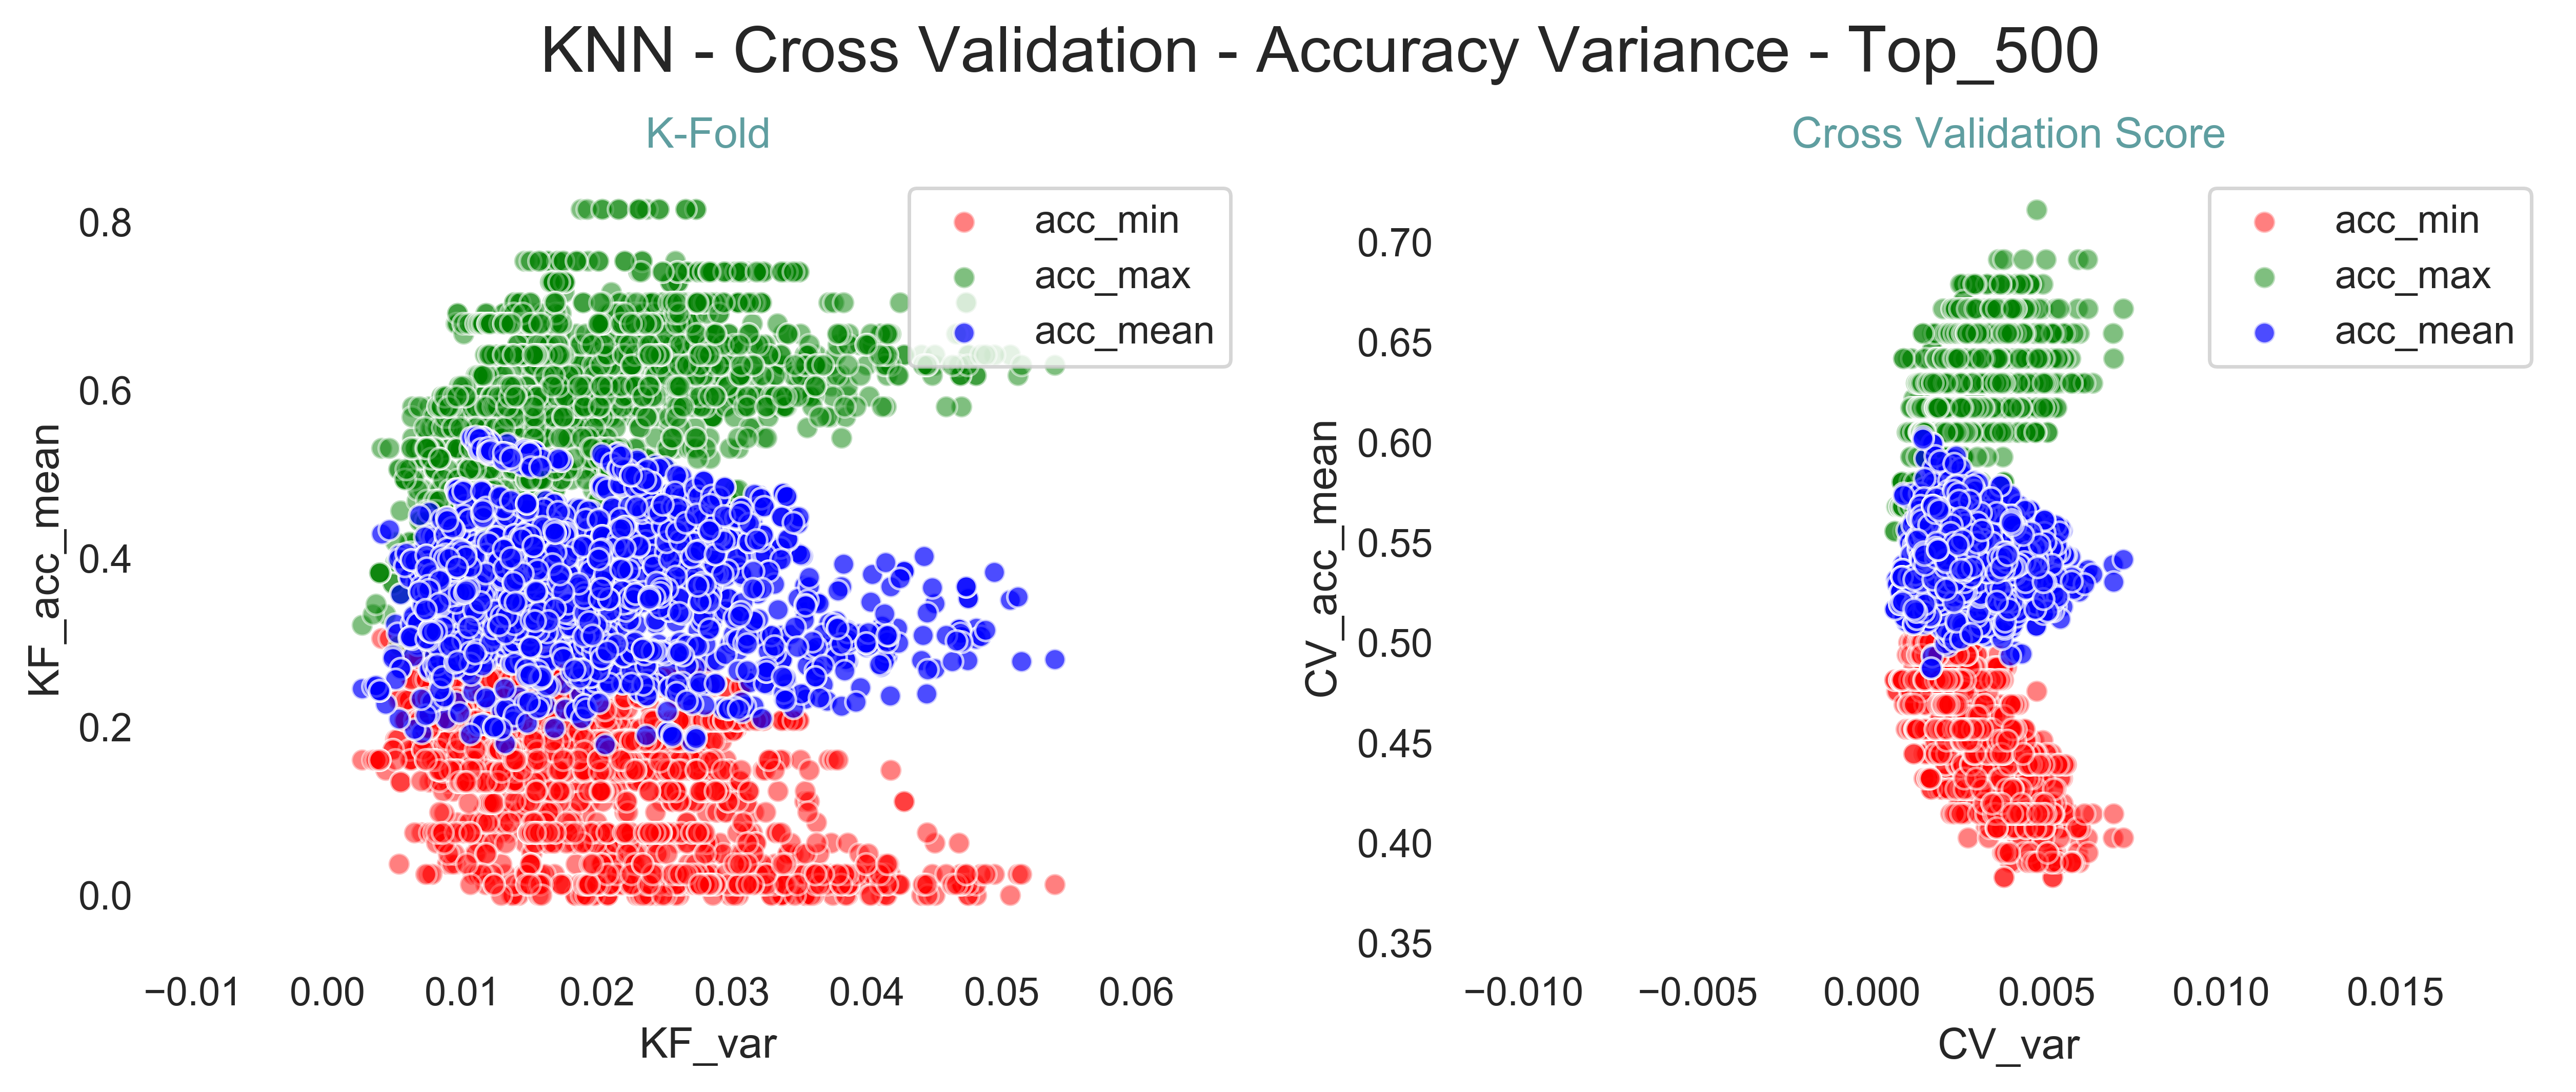 KNN - Cross Validation - Accuracy Variance - Top_500
K-Fold
KF_acc_mean
0.8
0.6
0.4
0.2
0.0
acc_min
acc_max
acc_mean
−0.01 0.00 0.01 0.02 0.03 0.04 0.05 0.06
KF_var
Cross Validation Score
CV_acc_mean
0.70
0.65
0.60
0.55
0.50
0.45
0.40
0.35
acc_min
acc_max
acc_mean
−0.010 −0.005 0.000 0.005 0.010 0.015
CV_var